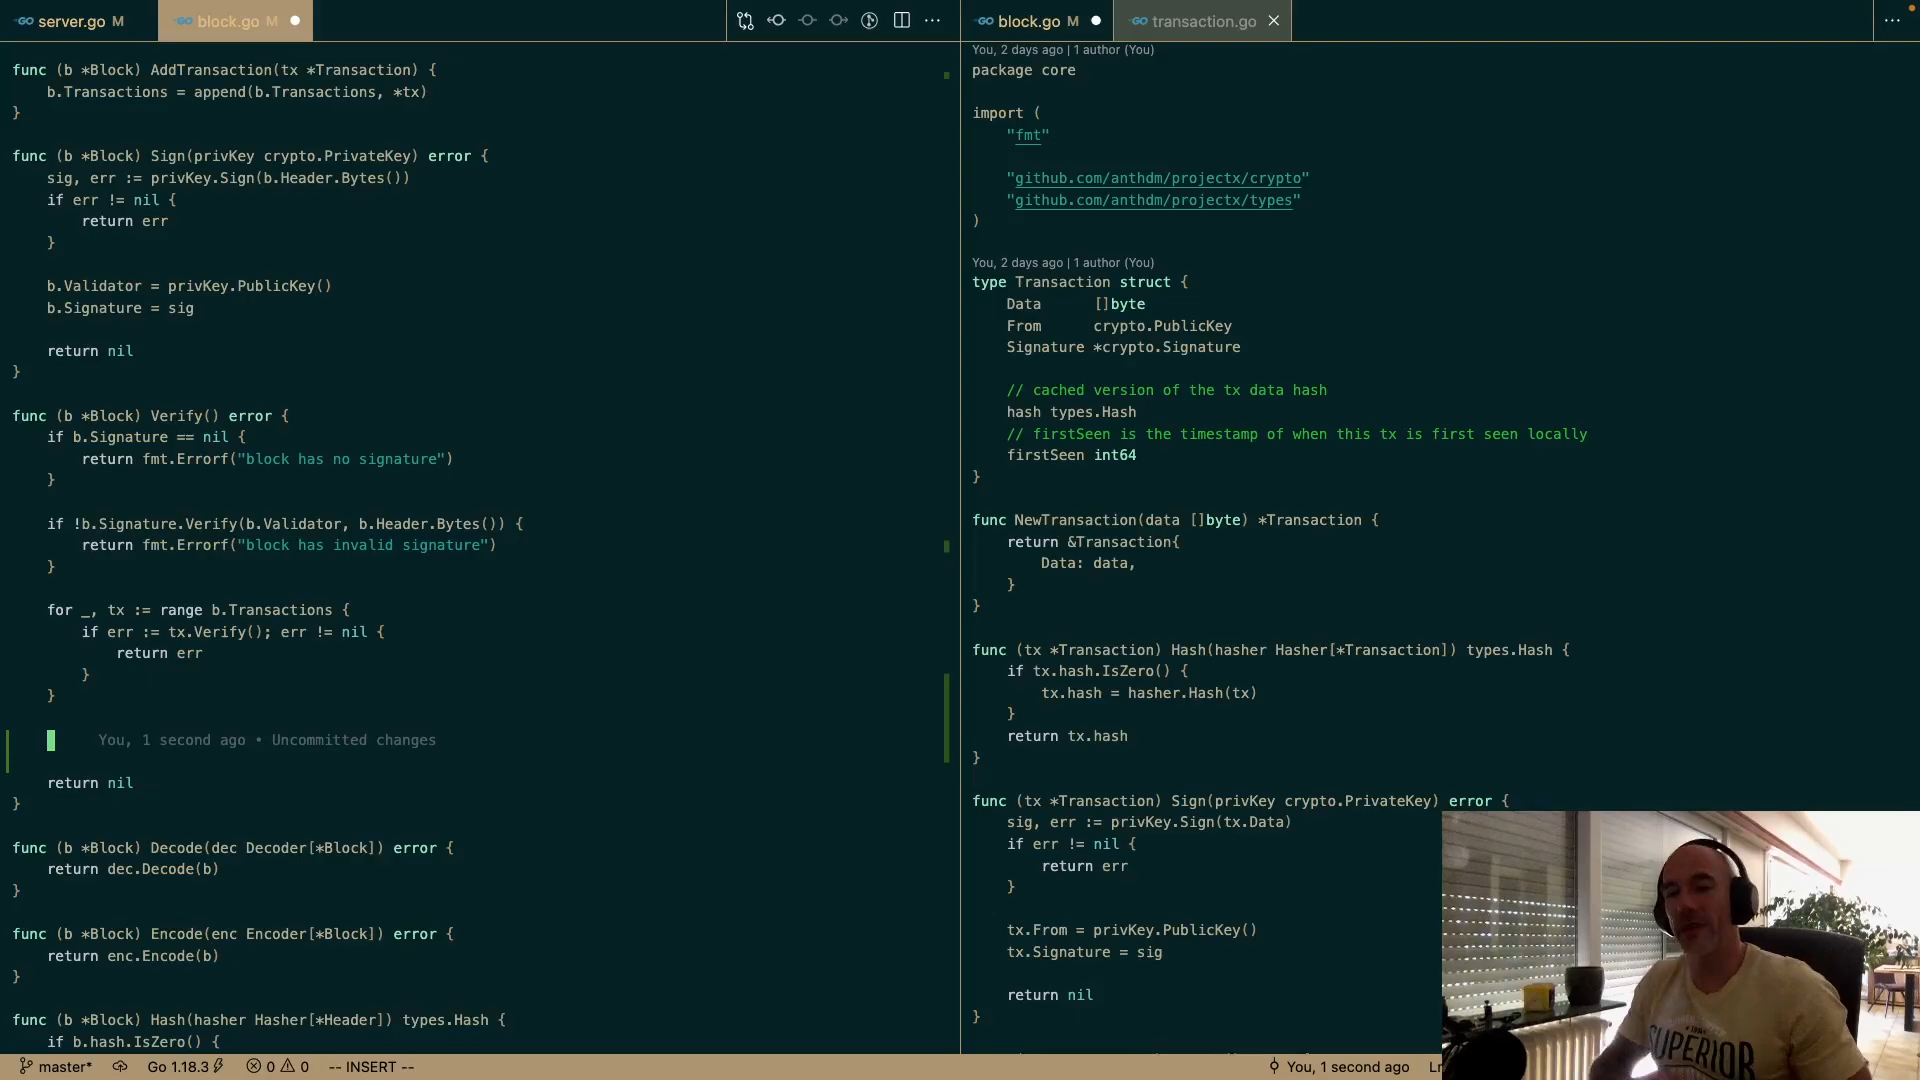 server.go M
block.go M
func (b *Block) AddTransaction(tx *Transaction) {
b.Transactions = append(b.Transactions, *tx)
}
func (b *Block) Sign(privKey crypto.PrivateKey) error {
sig, err := privKey.Sign(b.Header.Bytes())
if err != nil {
return err
}
b.Validator = privKey.PublicKey()
b.Signature = sig
return nil
}
func (b *Block) Verify() error {
if b.Signature == nil {
return fmt.Errorf("block has no signature")
}
if !b.Signature.Verify(b.Validator, b.Header.Bytes()) {
return fmt.Errorf("block has invalid signature")
}
for _, tx := range b.Transactions {
if err := tx.Verify(); err != nil {
return err
}
}
You, 1 second ago • Uncommitted changes
return nil
}
func (b *Block) Decode(dec Decoder[*Block]) error {
return dec.Decode(b)
}
func (b *Block) Encode(enc Encoder[*Block]) error {
return enc.Encode(b)
}
func (b *Block) Hash(hasher Hasher[*Header]) types.Hash {
if b.hash.IsZero() {
block.go M
transaction.go
You, 2 days ago | 1 author (You)
package core
import (
"fmt"
"github.com/anthdm/projectx/crypto"
"github.com/anthdm/projectx/types"
)
You, 2 days ago | 1 author (You)
type Transaction struct {
Data []byte
From crypto.PublicKey
Signature *crypto.Signature
// cached version of the tx data hash
hash types.Hash
// firstSeen is the timestamp of when this tx is first seen locally
firstSeen int64
}
func NewTransaction(data []byte) *Transaction {
return &Transaction{
Data: data,
}
}
func (tx *Transaction) Hash(hasher Hasher[*Transaction]) types.Hash {
if tx.hash.IsZero() {
tx.hash = hasher.Hash(tx)
}
return tx.hash
}
func (tx *Transaction) Sign(privKey crypto.PrivateKey) error {
sig, err := privKey.Sign(tx.Data)
if err != nil {
return err
}
tx.From = privKey.PublicKey()
tx.Signature = sig
return nil
}
SUPERIOR
master* Go 1.18.3 0 0 -- INSERT --
You, 1 second ago